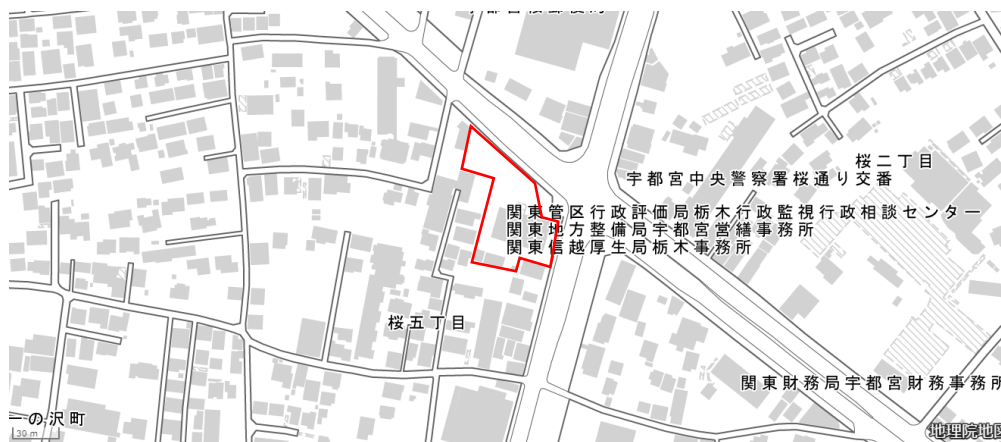 桜二丁目
宇都宮中央警察署桜通り交番
関東管区行政評価局栃木行政監視行政相談センター
関東地方整備局宇都宮営繕事務所
関東信越厚生局栃木事務所
桜五丁目
関東財務局宇都宮財務事務所
一の沢町
30 m
地理院地図